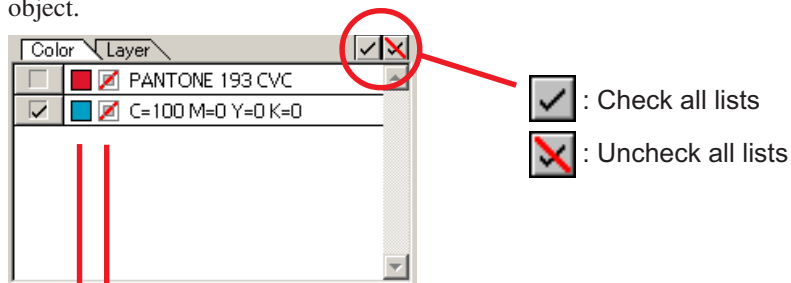 object.
Color Layer
PANTONE 193 CVC
C=100 M=0 Y=0 K=0
: Check all lists
: Uncheck all lists